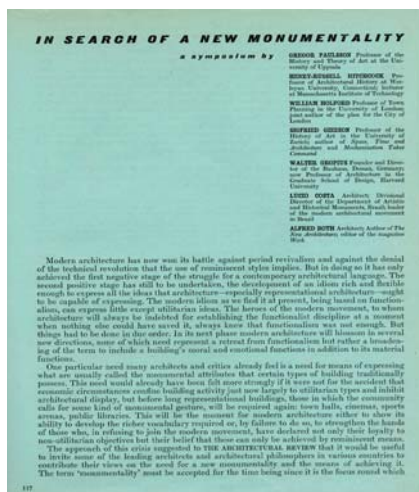 IN SEARCH OF A NEW MONUMENTALITY
a symposium by
GREGOR PAULSSON Professor of the
History and Theory of Art at the Uni-
versity of Uppsala
HENRY-RUSSELL HITCHCOCK Pro-
fessor of Architectural History at Wes-
leyan University, Connecticut; lecturer
at Massachusetts Institute of Technology
WILLIAM HOLFORD Professor of Town
Planning in the University of London;
joint author of the plan for the City of
London
SIGFRIED GIEDION Professor of the
History of Art in the University of
Zurich; author of Space, Time and
Architecture and Mechanization Takes
Command
WALTER GROPIUS Founder and Direc-
tor of the Bauhaus, Dessau, Germany;
now Professor of Architecture in the
Graduate School of Design, Harvard
University
LUCIO COSTA Architect; Divisional
Director of the Department of Artistic
and Historical Monuments, Brazil; leader
of the modern architectural movement
in Brazil
ALFRED ROTH Architect; Author of The
New Architecture; editor of the magazine
Werk
Modern architecture has now won its battle against period revivalism and against the denial
of the technical revolution that the use of reminiscent styles implies. But in doing so it has only
achieved the first negative stage of the struggle for a contemporary architectural language. The
second positive stage has still to be undertaken, the development of an idiom rich and flexible
enough to express all the ideas that architecture—especially representational architecture—ought
to be capable of expressing. The modern idiom as we find it at present, being based on function-
alism, can express little except utilitarian ideas. The heroes of the modern movement, to whom
architecture will always be indebted for establishing the functionalist discipline at a moment
when nothing else could have saved it, always knew that functionalism was not enough. But
things had to be done in due order. In its next phase modern architecture will blossom in several
new directions, none of which need represent a retreat from functionalism but rather a broaden-
ing of the term to include a building's moral and emotional functions in addition to its material
functions.
One particular need many architects and critics already feel is a need for means of expressing
what are usually called the monumental attributes that certain types of building traditionally
possess. This need would already have been felt more strongly if it were not for the accident that
economic circumstances confine building activity just now largely to utilitarian types and inhibit
architectural display, but before long representational buildings, those in which the community
calls for some kind of monumental gesture, will be required again: town halls, cinemas, sports
arenas, public libraries. This will be the moment for modern architecture either to show its
ability to develop the richer vocabulary required or, by failure to do so, to strengthen the hands
of those who, in refusing to join the modern movement, have declared not only their loyalty to
non-utilitarian objectives but their belief that these can only be achieved by reminiscent means.
The approach of this crisis suggested to THE ARCHITECTURAL REVIEW that it would be useful
to invite some of the leading architects and architectural philosophers in various countries to
contribute their views on the need for a new monumentality and the means of achieving it.
The term "monumentality" must be accepted for the time being since it is the focus round which
117